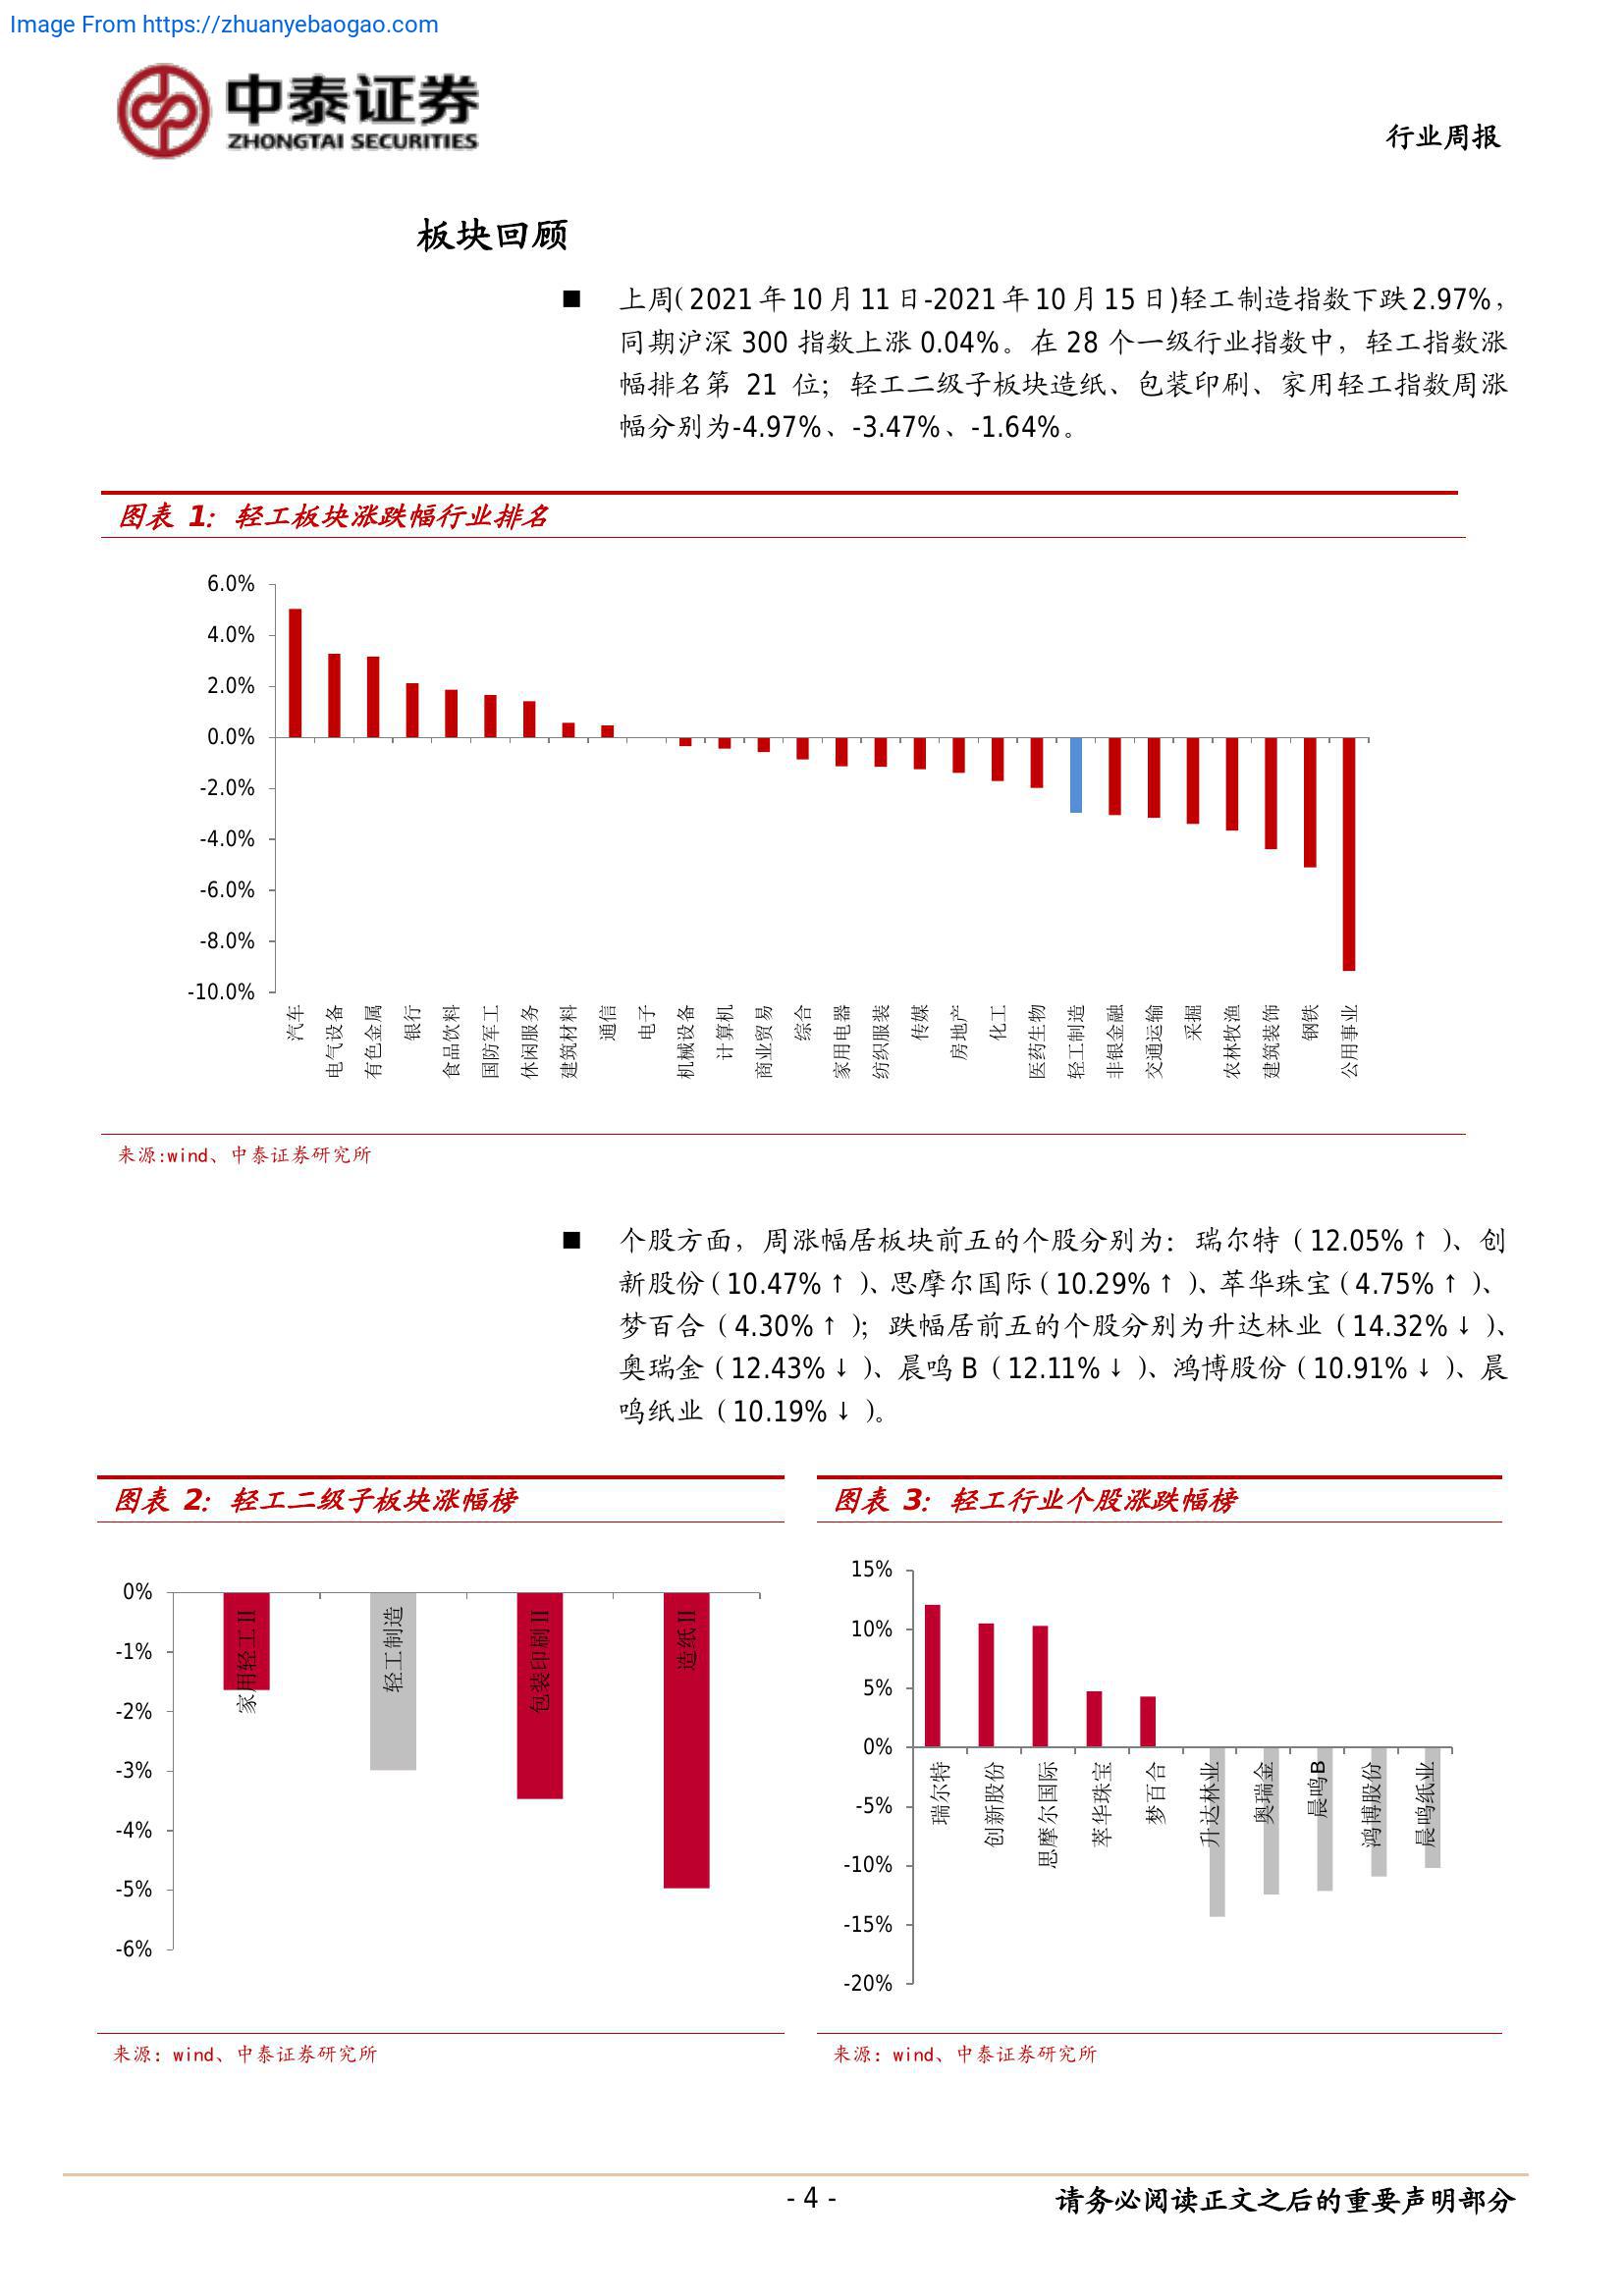 Image From https://zhuanyebaogao.com
中泰证券
ZHONGTAI SECURITIES
行业周报
板块回顾
■ 上周(2021年10月11日-2021年10月15日)轻工制造指数下跌2.97%，
同期沪深 300 指数上涨 0.04%。在 28 个一级行业指数中，轻工指数涨
幅排名第 21 位；轻工二级子板块造纸、包装印刷、家用轻工指数周涨
幅分别为-4.97%、-3.47%、-1.64%。
图表 1：轻工板块涨跌幅行业排名
6.0%
4.0%
2.0%
0.0%
-2.0%
-4.0%
-6.0%
-8.0%
-10.0%
汽车
电气设备
有色金属
银行
食品饮料
国防军工
休闲服务
建筑材料
通信
电子
机械设备
计算机
商业贸易
综合
家用电器
纺织服装
传媒
房地产
化工
医药生物
轻工制造
非银金融
交通运输
采掘
农林牧渔
建筑装饰
钢铁
公用事业
来源:wind、中泰证券研究所
■ 个股方面，周涨幅居板块前五的个股分别为：瑞尔特（12.05%↑）、创
新股份（10.47%↑）、思摩尔国际（10.29%↑）、萃华珠宝（4.75%↑）、
梦百合（4.30%↑）；跌幅居前五的个股分别为升达林业（14.32%↓）、
奥瑞金（12.43%↓）、晨鸣 B（12.11%↓）、鸿博股份（10.91%↓）、晨
鸣纸业（10.19%↓）。
图表 2：轻工二级子板块涨幅榜
0%
-1%
-2%
-3%
-4%
-5%
-6%
家用轻工Ⅱ
轻工制造
包装印刷Ⅱ
造纸Ⅱ
来源：wind、中泰证券研究所
图表 3：轻工行业个股涨跌幅榜
15%
10%
5%
0%
-5%
-10%
-15%
-20%
瑞尔特
创新股份
思摩尔国际
萃华珠宝
梦百合
升达林业
奥瑞金
晨鸣B
鸿博股份
晨鸣纸业
来源：wind、中泰证券研究所
- 4 -
请务必阅读正文之后的重要声明部分